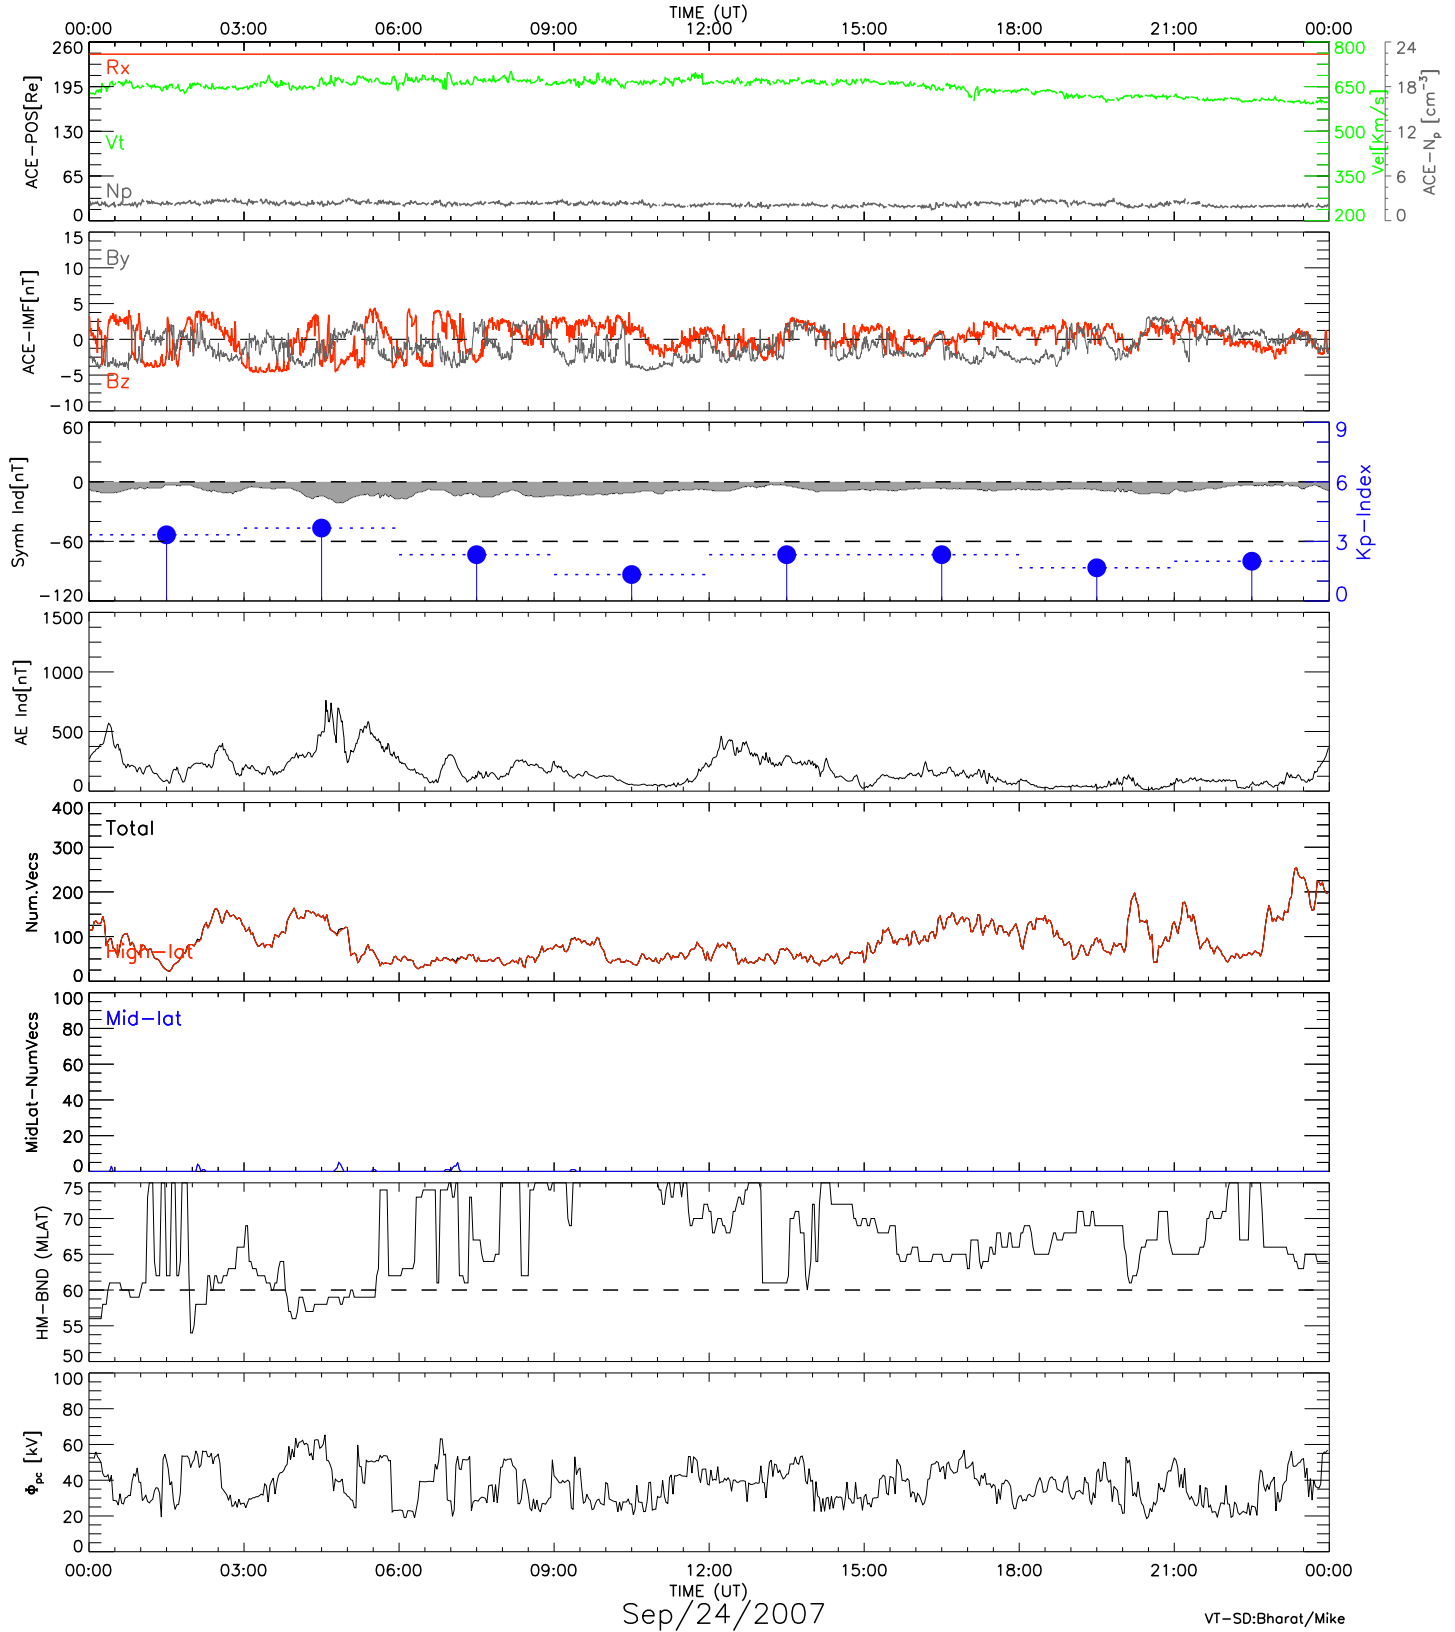 TIME (UT)
00:00 03:00 06:00 09:00 12:00 15:00 18:00 21:00 00:00
260 195 130 65 0
ACE-POS[Re]
Rx
Vt
Np
800 650 500 350 200
Vel[Km/s]
24 18 12 6 0
ACE-Np [cm⁻³]
15 10 5 0 −5 −10
ACE-IMF[nT]
By
Bz
60 0 −60 −120
Symh Ind[nT]
9 6 3 0
Kp-Index
1500 1000 500 0
AE Ind[nT]
400 300 200 100 0
Num.Vecs
Total
High-lat
100 80 60 40 20 0
MidLat-NumVecs
Mid-lat
75 70 65 60 55 50
HM-BND (MLAT)
100 80 60 40 20 0
Φpc [kV]
00:00 03:00 06:00 09:00 12:00 15:00 18:00 21:00 00:00
TIME (UT)
Sep/24/2007
VT-SD:Bharat/Mike